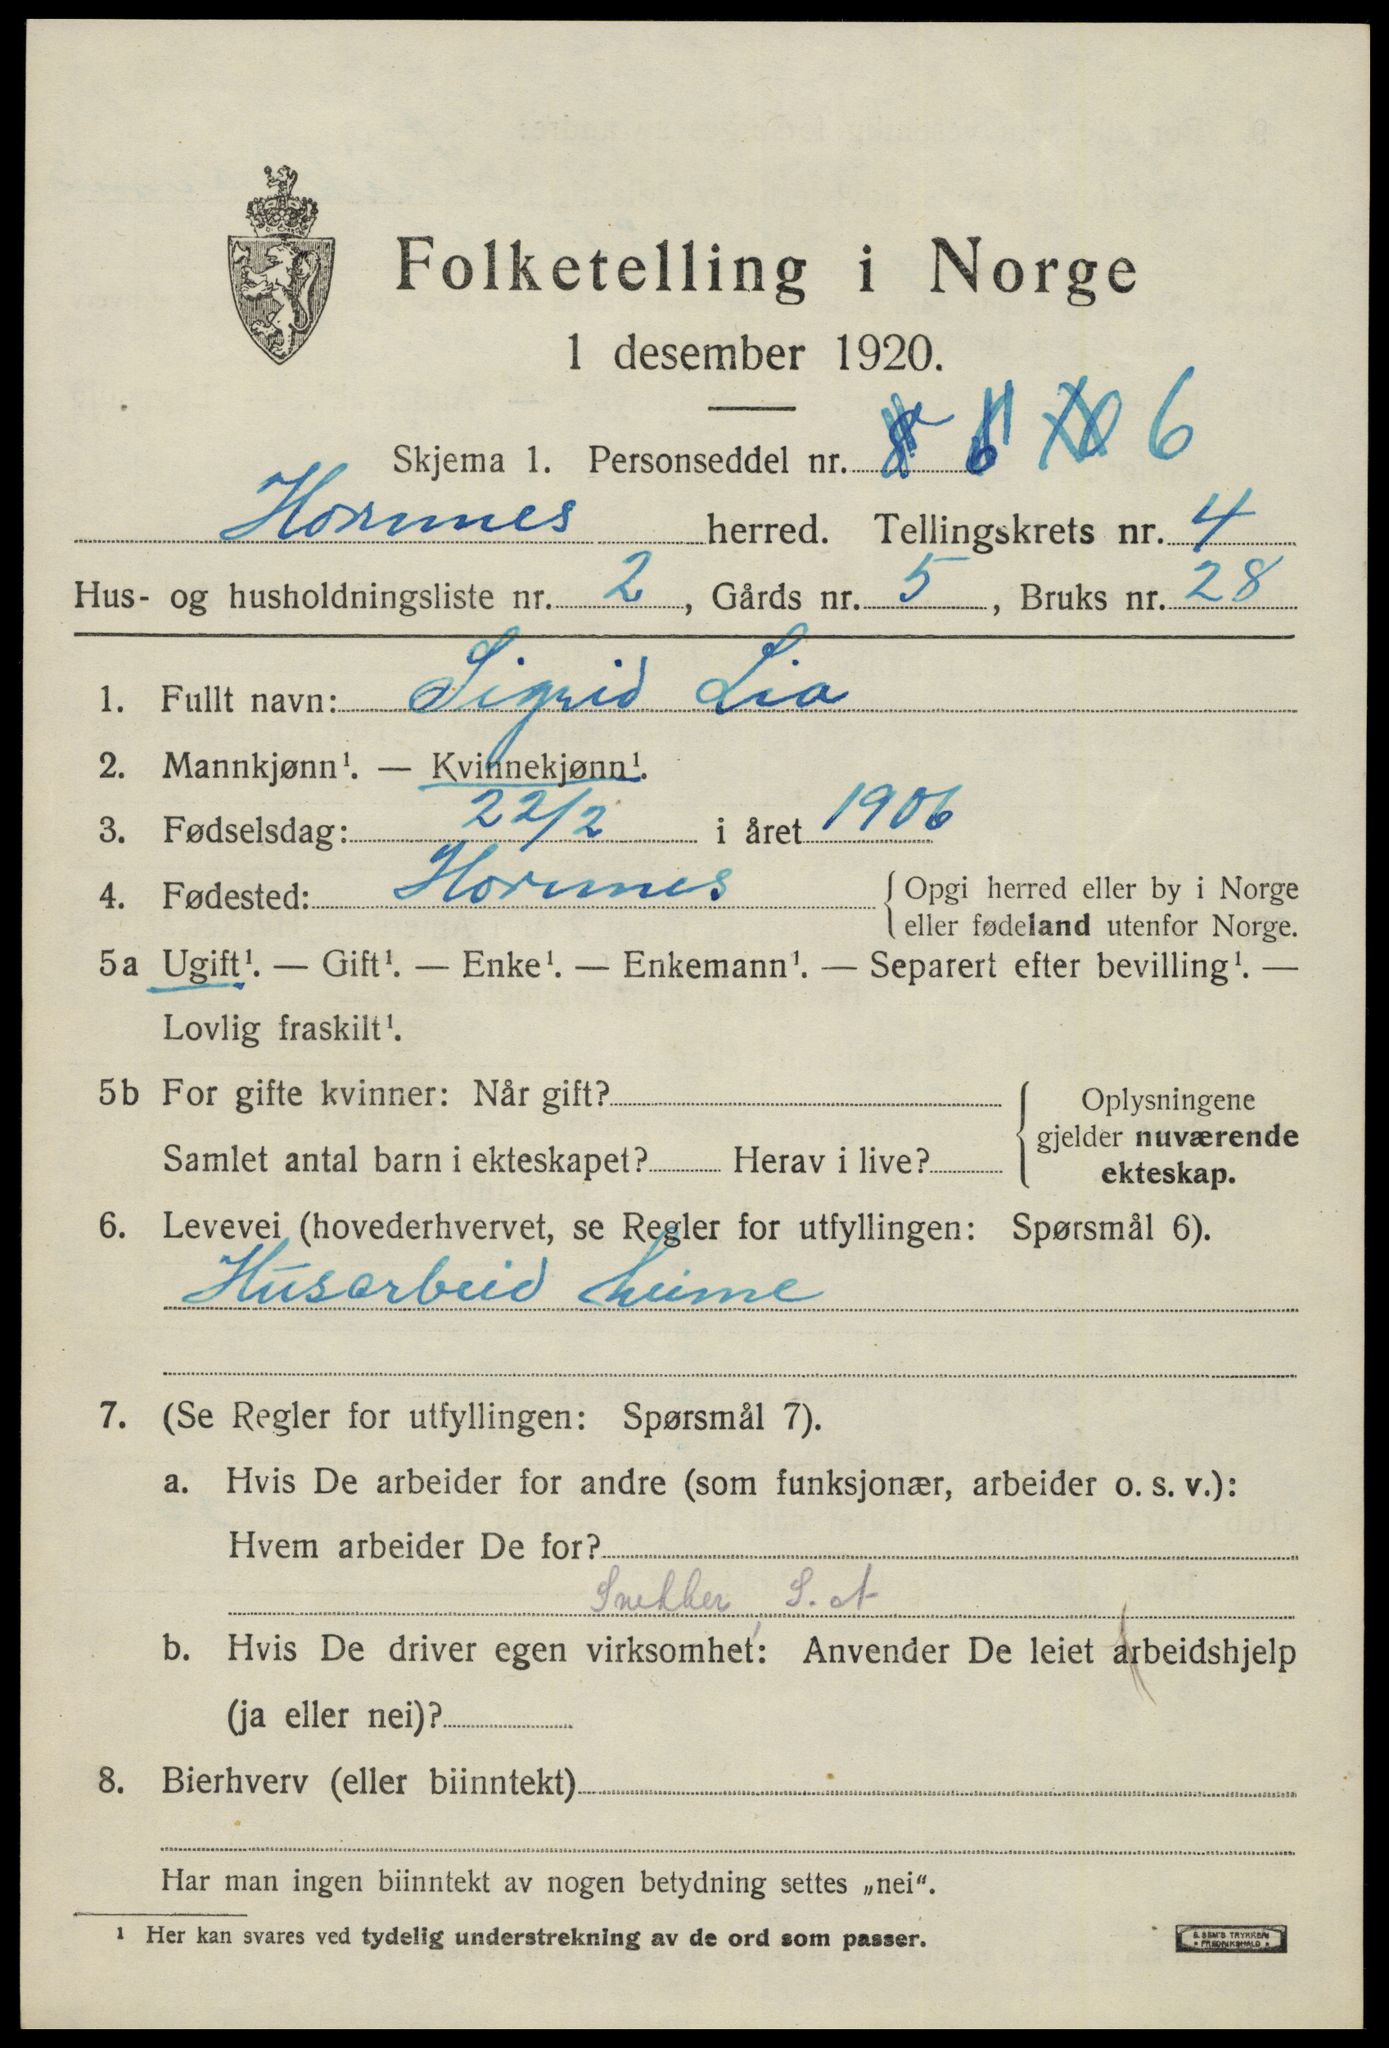 Folketelling i Norge
1 desember 1920.
Skjema 1. Personseddel nr. 6
Hornnes herred. Tellingskrets nr. 4
Hus- og husholdningsliste nr. 2, Gårds nr. 5, Bruks nr. 28
1. Fullt navn: Sigrid Lia
2. Mannkjønn¹. — Kvinnekjønn¹.
3. Fødselsdag: 22/2 i året 1906
4. Fødested: Hornnes { Opgi herred eller by i Norge
eller fødeland utenfor Norge.
5a Ugift¹. — Gift¹. — Enke¹. — Enkemann¹. — Separert efter bevilling¹. —
Lovlig fraskilt¹.
5b For gifte kvinner: Når gift?
Samlet antal barn i ekteskapet? Herav i live?
{ Oplysningene
gjelder nuværende
ekteskap.
6. Levevei (hovederhvervet, se Regler for utfyllingen: Spørsmål 6).
Husarbeid heime
7. (Se Regler for utfyllingen: Spørsmål 7).
a. Hvis De arbeider for andre (som funksjonær, arbeider o. s. v.):
Hvem arbeider De for?
Snekker, S. st
b. Hvis De driver egen virksomhet: Anvender De leiet arbeidshjelp
(ja eller nei)?
8. Bierhverv (eller biinntekt)
Har man ingen biinntekt av nogen betydning settes „nei".
¹ Her kan svares ved tydelig understrekning av de ord som passer.
E. SEM'S TRYKKERI
FREDRIKSHALD